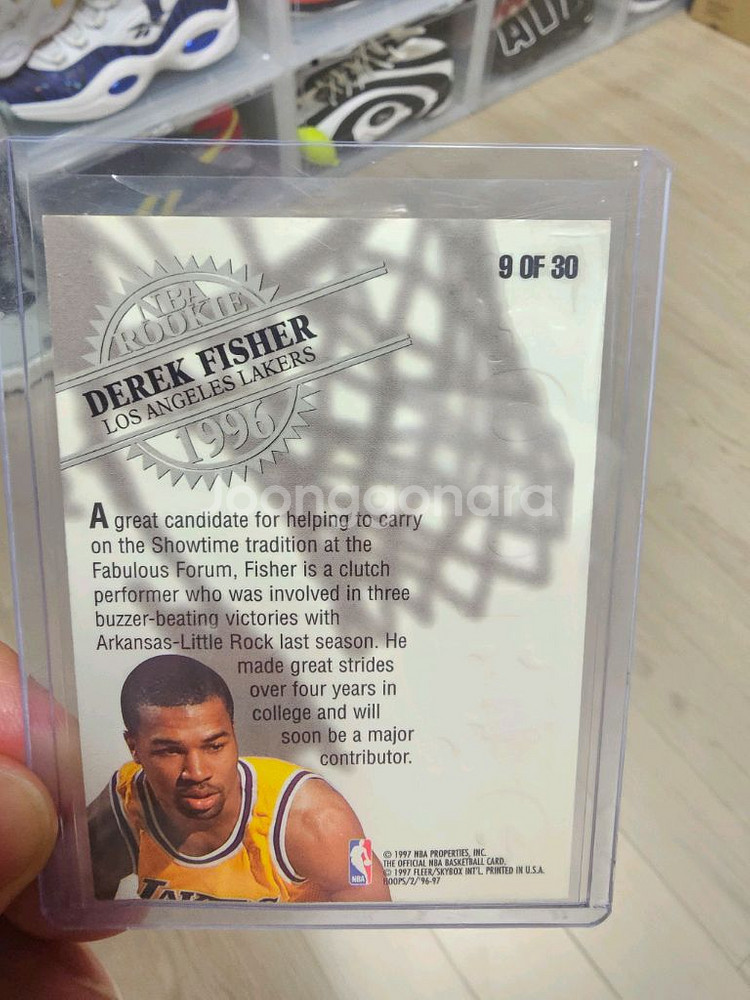 AIR
9 OF 30
NBA
ROOKIE
DEREK FISHER
LOS ANGELES LAKERS
1996
joonggonara
A great candidate for helping to carry
on the Showtime tradition at the
Fabulous Forum, Fisher is a clutch
performer who was involved in three
buzzer-beating victories with
Arkansas-Little Rock last season. He
made great strides
over four years in
college and will
soon be a major
contributor.
© 1997 NBA PROPERTIES, INC.
THE OFFICIAL NBA BASKETBALL CARD.
© 1997 FLEER/SKYBOX INT'L. PRINTED IN U.S.A.
HOOPS/2/'96-97
NBA